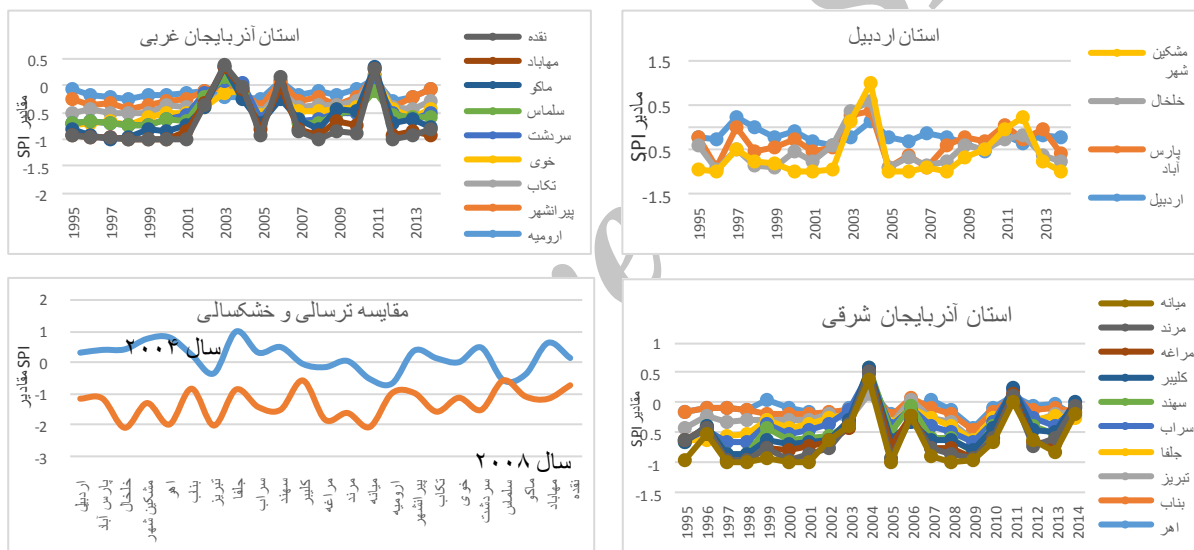 استان آذربایجان غربی
مقادیر SPI
0.5
0
-0.5
-1
-1.5
-2
1995
1997
1999
2001
2003
2005
2007
2009
2011
2013
نقده
مهاباد
ماکو
سلماس
سردشت
خوی
تکاب
پیرانشهر
ارومیه
استان اردبیل
SPI
1.5
0.5
-0.5
-1.5
1995
1997
1999
2001
2003
2005
2007
2009
2011
2013
مشکین
شهر
خلخال
پارس
آباد
اردبیل
مقایسه ترسالی و خشکسالی
مقادیر SPI
2
1
0
-1
-2
-3
سال ۲۰۰۴
سال ۲۰۰۸
اردبیل
پارس آباد
خلخال
مشکین شهر
اهر
بناب
تبریز
جلفا
سراب
سهند
کلیبر
مراغه
مرند
میانه
ارومیه
پیرانشهر
تکاب
خوی
سردشت
سلماس
ماکو
مهاباد
نقده
استان آذربایجان شرقی
مقادیر SPI
1
0.5
0
-0.5
-1
-1.5
1995
1996
1997
1998
1999
2000
2001
2002
2003
2004
2005
2006
2007
2008
2009
2010
2011
2012
2013
2014
میانه
مرند
مراغه
کلیبر
سهند
سراب
جلفا
تبریز
بناب
اهر